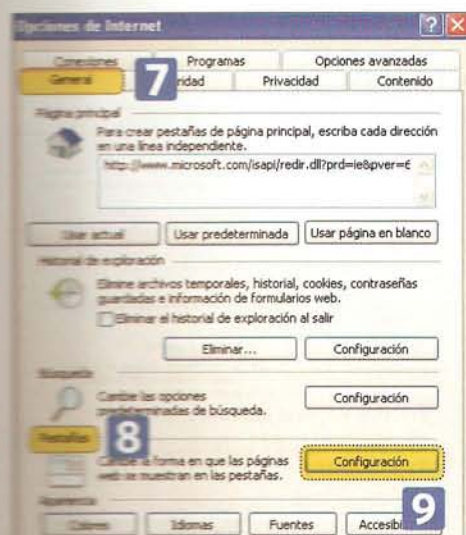 Opciones de Internet
Conexiones Programas Opciones avanzadas
General 7 ridad Privacidad Contenido
Página principal
Para crear pestañas de página principal, escriba cada dirección
en una línea independiente.
http://www.microsoft.com/isapi/redir.dll?prd=ie&pver=6
Usar actual Usar predeterminada Usar página en blanco
Historial de exploración
Elimine archivos temporales, historial, cookies, contraseñas
guardadas e información de formularios web.
Eliminar el historial de exploración al salir
Eliminar... Configuración
Búsqueda
Cambie las opciones Configuración
predeterminadas de búsqueda.
Pestañas 8
Cambie la forma en que las páginas Configuración
web se muestran en las pestañas.
9
Apariencia
Colores Idiomas Fuentes Accesibi